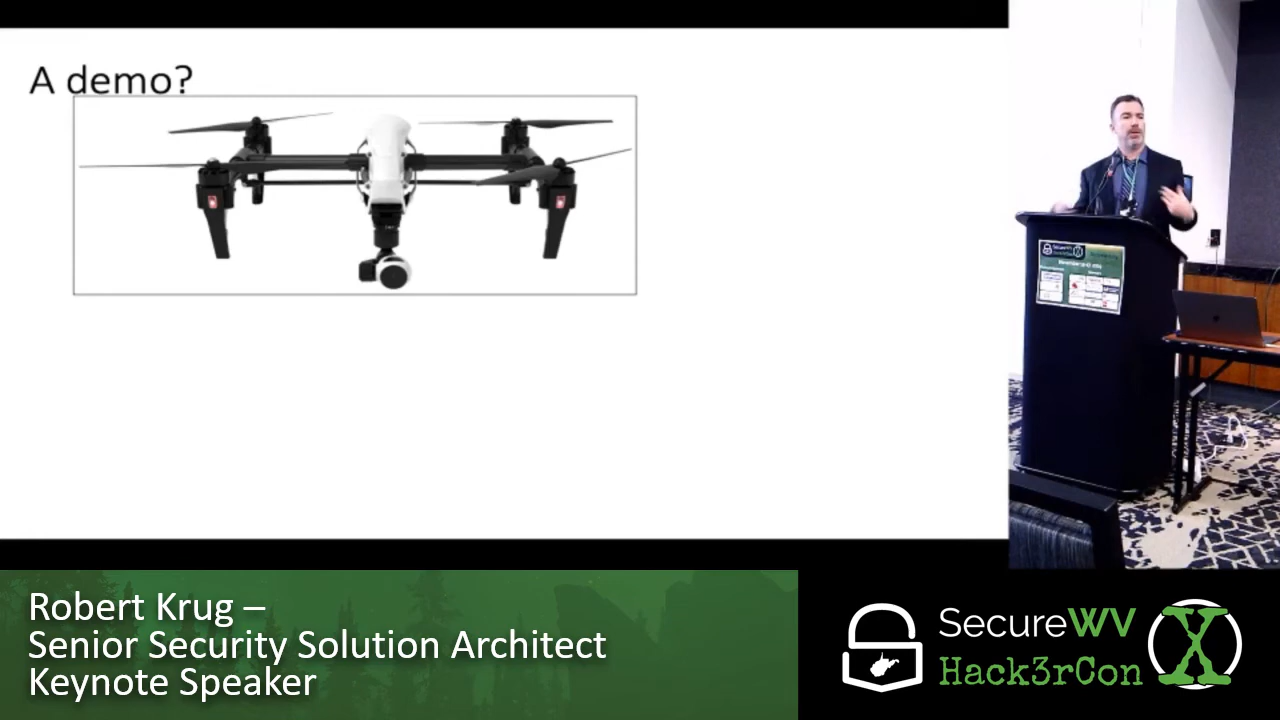 A demo?
Robert Krug –
Senior Security Solution Architect
Keynote Speaker
SecureWV
Hack3rCon
X